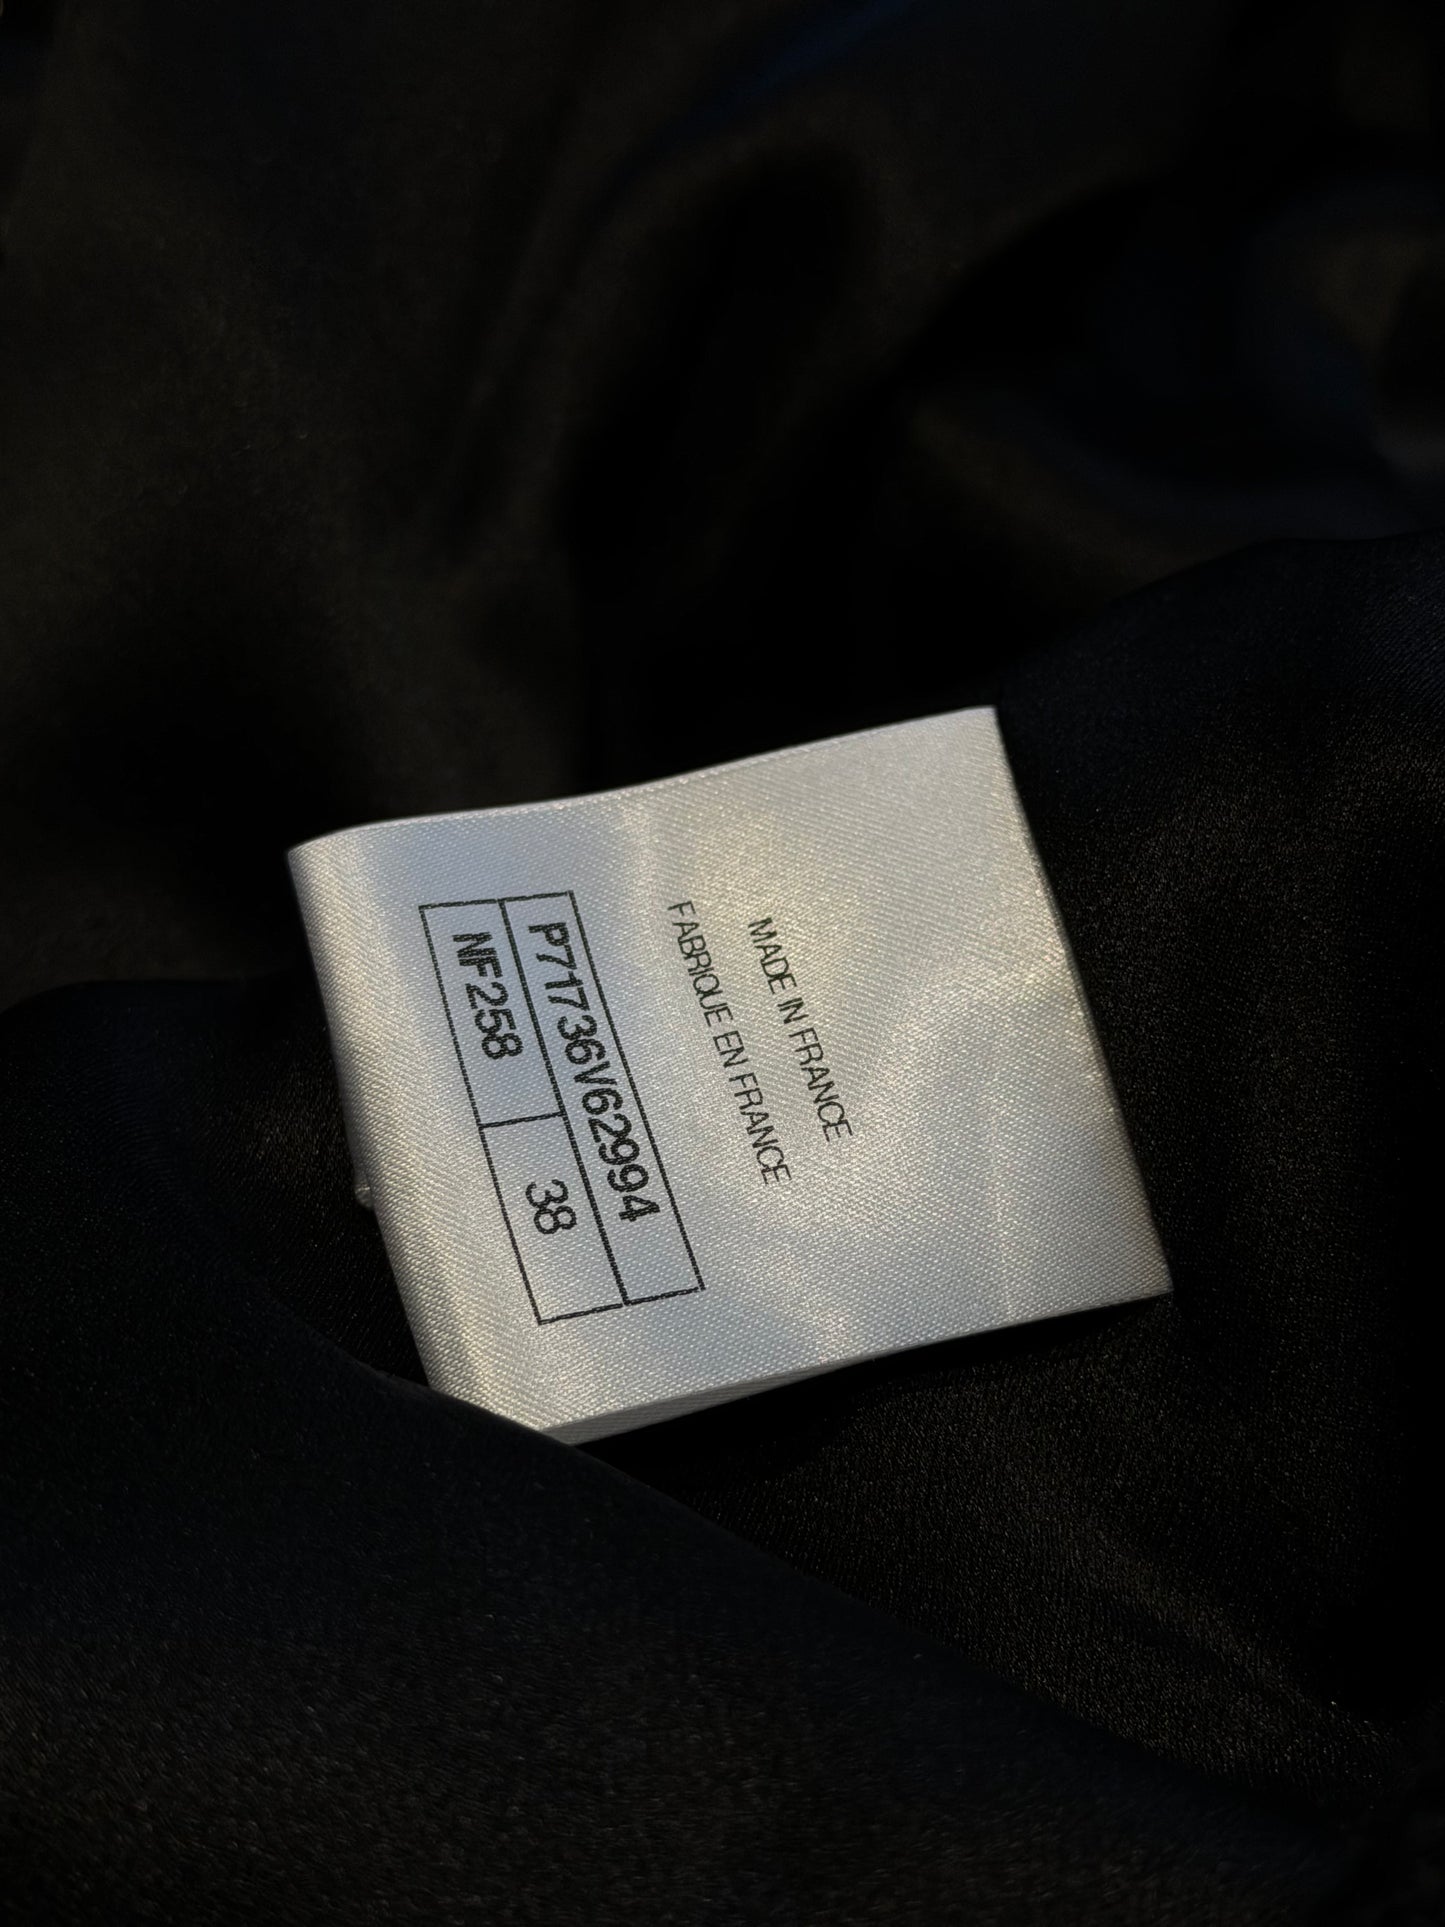 MADE IN FRANCE
FABRIQUE EN FRANCE
P71736V62994
NF258 38